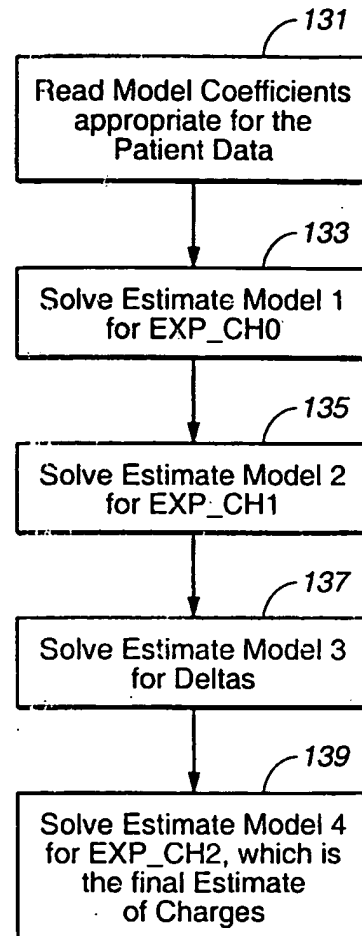 131
Read Model Coefficients
appropriate for the
Patient Data
133
Solve Estimate Model 1
for EXP_CH0
135
Solve Estimate Model 2
for EXP_CH1
137
Solve Estimate Model 3
for Deltas
139
Solve Estimate Model 4
for EXP_CH2, which is
the final Estimate
of Charges